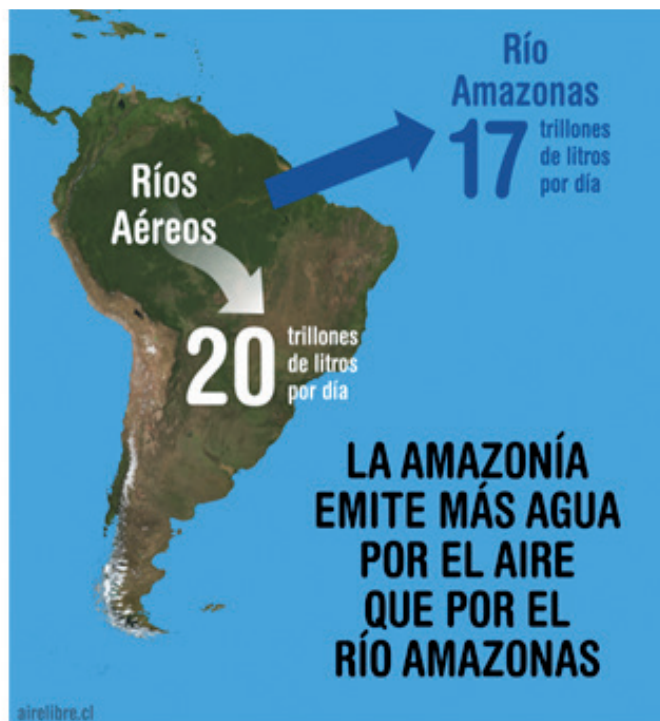 Río
Amazonas
17 trillones
de litros
por día
Ríos
Aéreos
20 trillones
de litros
por día
LA AMAZONÍA
EMITE MÁS AGUA
POR EL AIRE
QUE POR EL
RÍO AMAZONAS
airelibre.cl